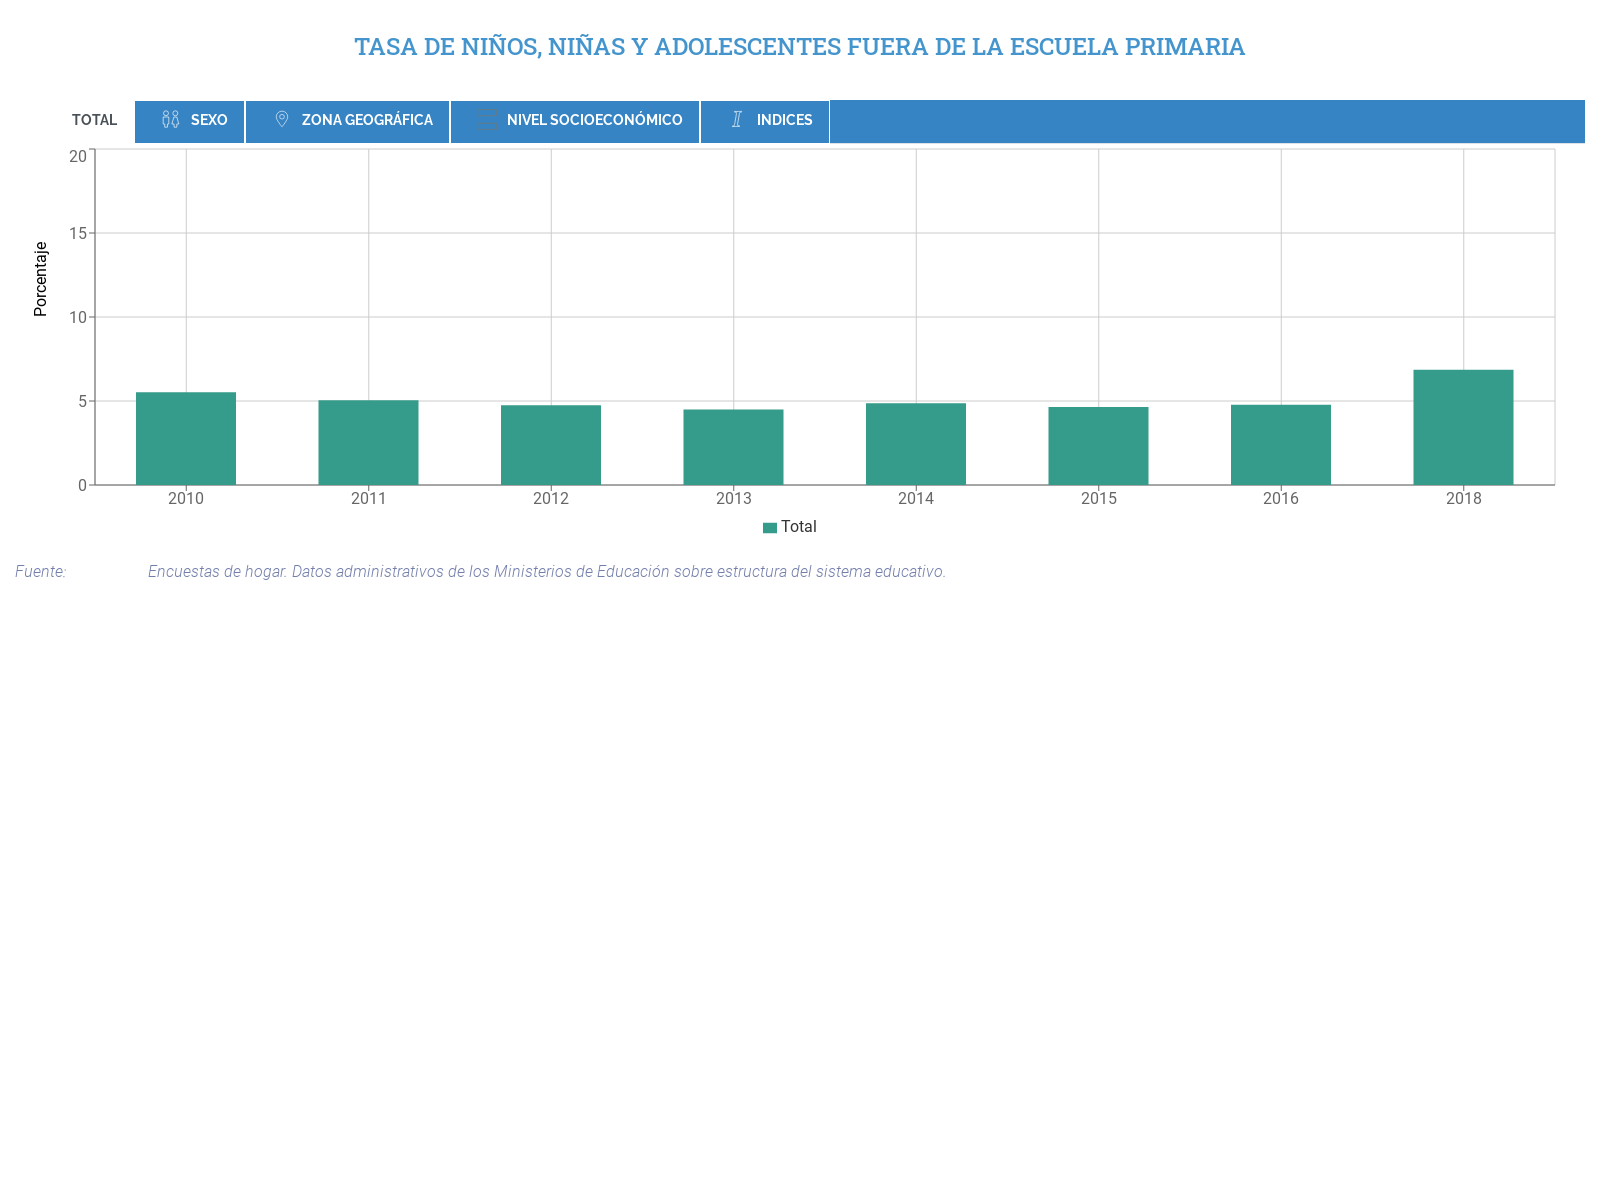 TASA DE NIÑOS, NIÑAS Y ADOLESCENTES FUERA DE LA ESCUELA PRIMARIA
TOTAL SEXO ZONA GEOGRÁFICA NIVEL SOCIOECONÓMICO INDICES
20
15
10
5
0
Porcentaje
2010 2011 2012 2013 2014 2015 2016 2018
Total
Fuente: Encuestas de hogar. Datos administrativos de los Ministerios de Educación sobre estructura del sistema educativo.